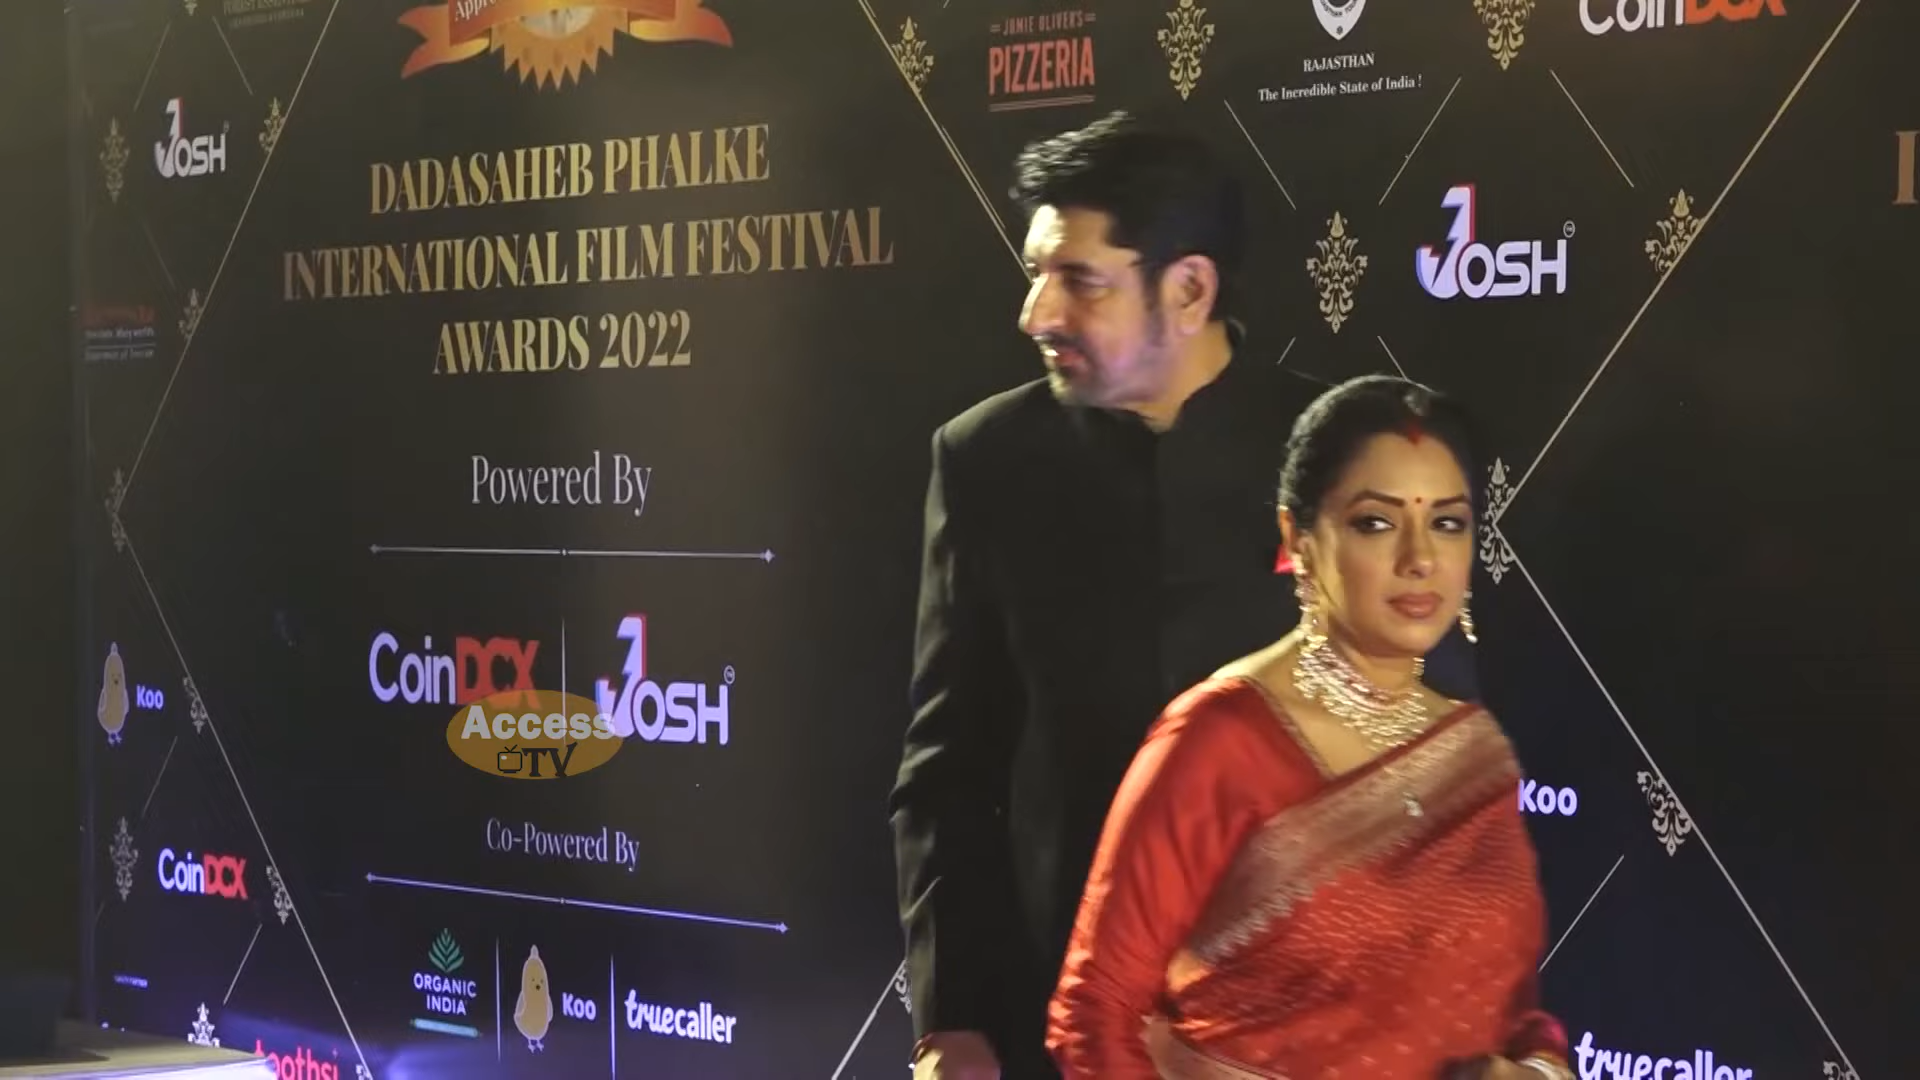 JAMIE OLIVER'S
PIZZERIA
RAJASTHAN
The Incredible State of India !
CoinDCX
JOSH
DADASAHEB PHALKE
INTERNATIONAL FILM FESTIVAL
AWARDS 2022
JOSH
Powered By
CoinDCX
JOSH
Access
TV
Koo
Koo
Co-Powered By
CoinDCX
ORGANIC
INDIA
Koo
truecaller
truecaller
toothsi